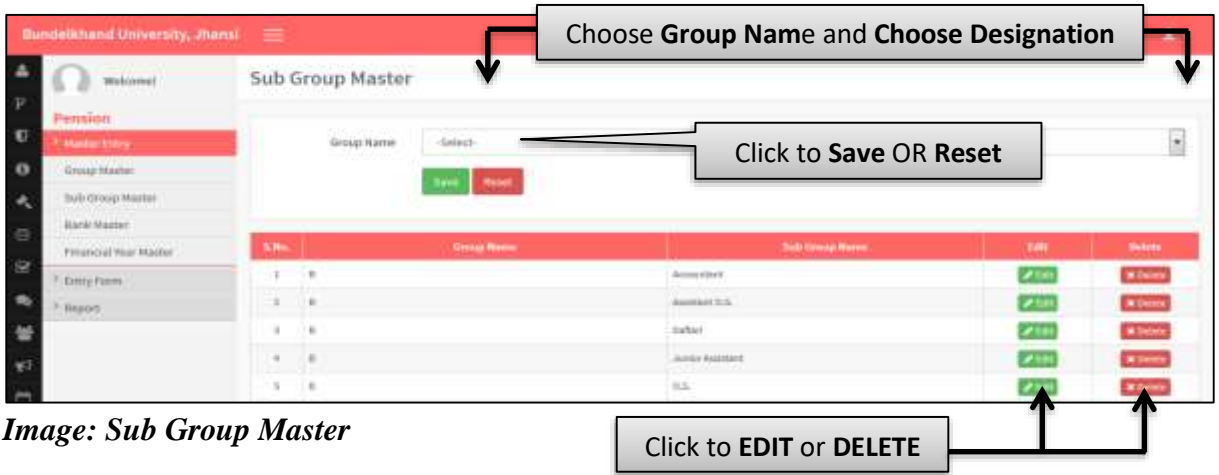 Choose Group Name and Choose Designation
Bundelkhand University, Jhansi
Welcome!
Sub Group Master
Pension
Master Entry
Group Name -Select-
Click to Save OR Reset
Group Master
Save Reset
Sub Group Master
Bank Master
Financial Year Master
S.No. Group Name Sub Group Name Edit Delete
Entry Form
Report
1 B Accountant Edit Delete
2 B Assistant Edit Delete
3 B Daftari Edit Delete
4 B Junior Assistant Edit Delete
5 B Edit Delete
Image: Sub Group Master
Click to EDIT or DELETE